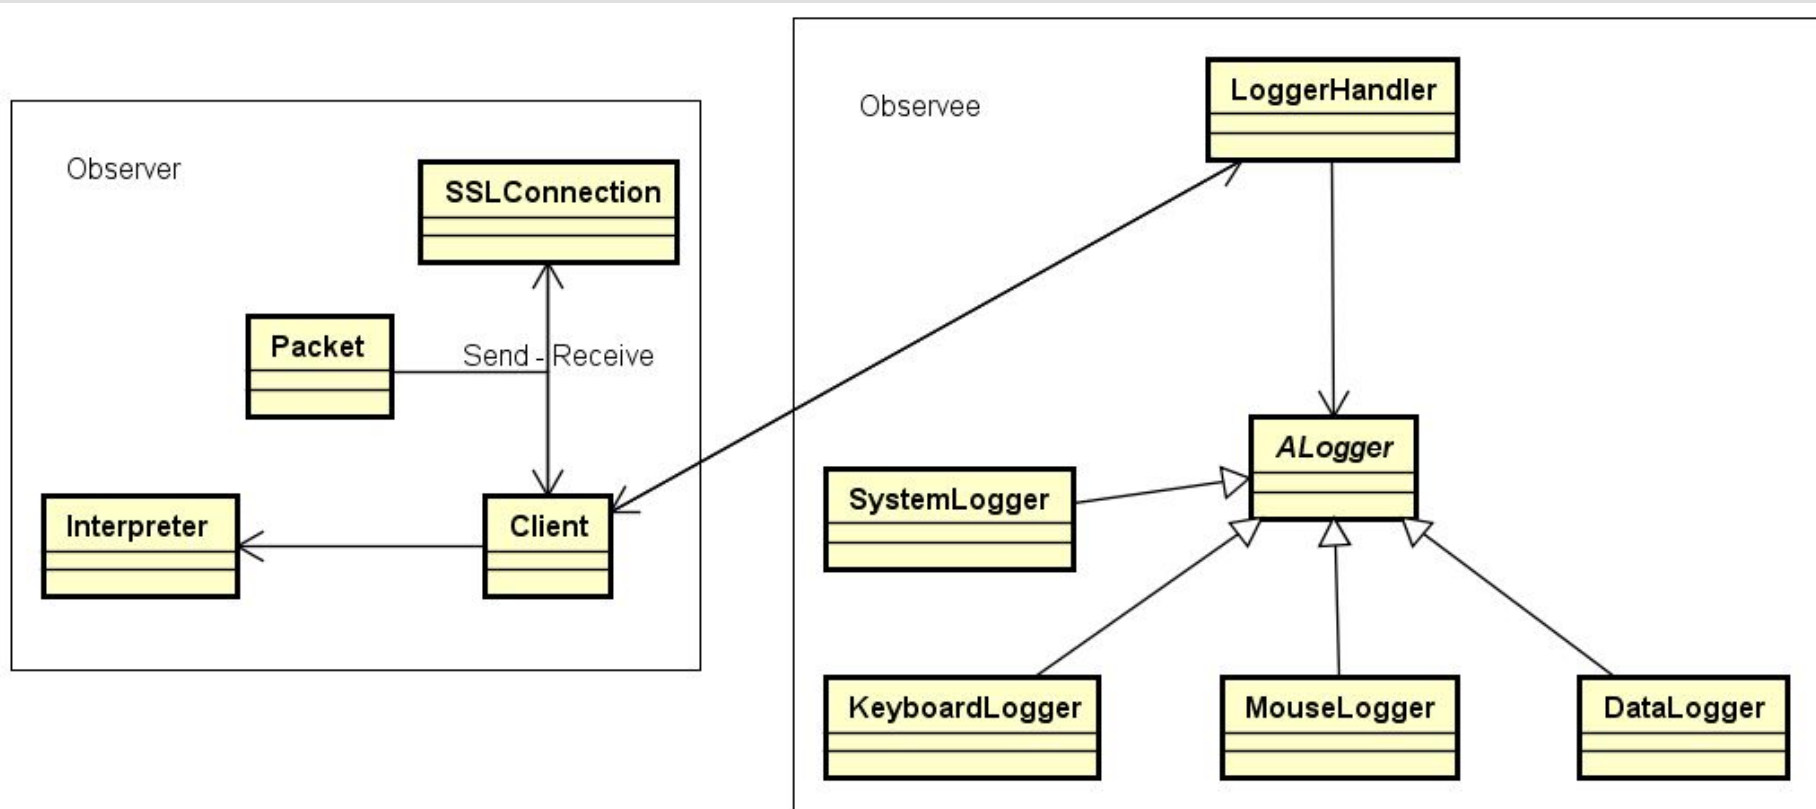 Observer
SSLConnection
Packet
Send - Receive
Interpreter
Client
Observee
LoggerHandler
ALogger
SystemLogger
KeyboardLogger
MouseLogger
DataLogger